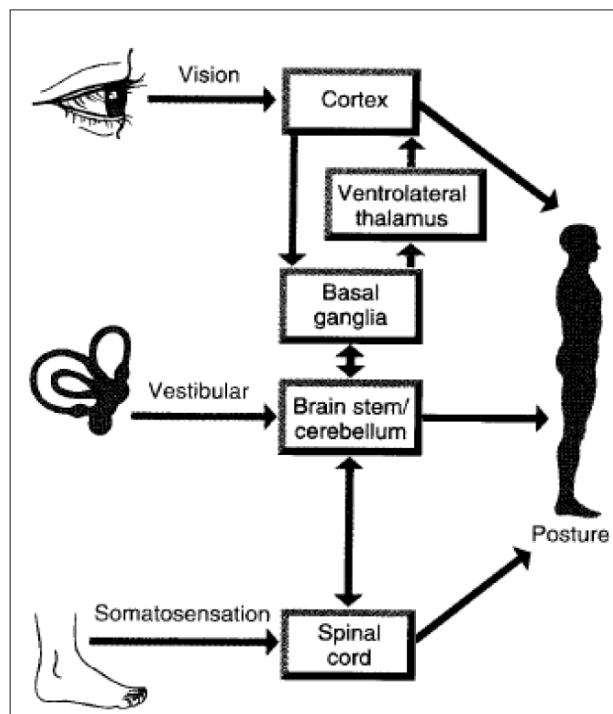 Vision
Cortex
Ventrolateral
thalamus
Basal
ganglia
Vestibular
Brain stem/
cerebellum
Posture
Somatosensation
Spinal
cord